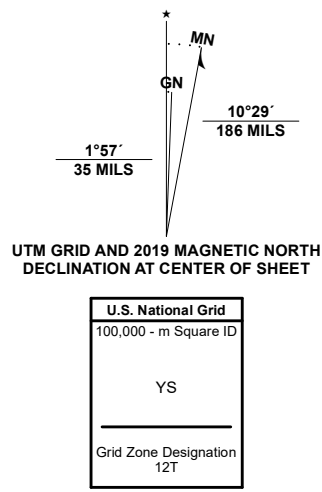 ★
MN
GN
10°29´
186 MILS
1°57´
35 MILS
UTM GRID AND 2019 MAGNETIC NORTH
DECLINATION AT CENTER OF SHEET
U.S. National Grid
100,000 - m Square ID
YS
Grid Zone Designation
12T